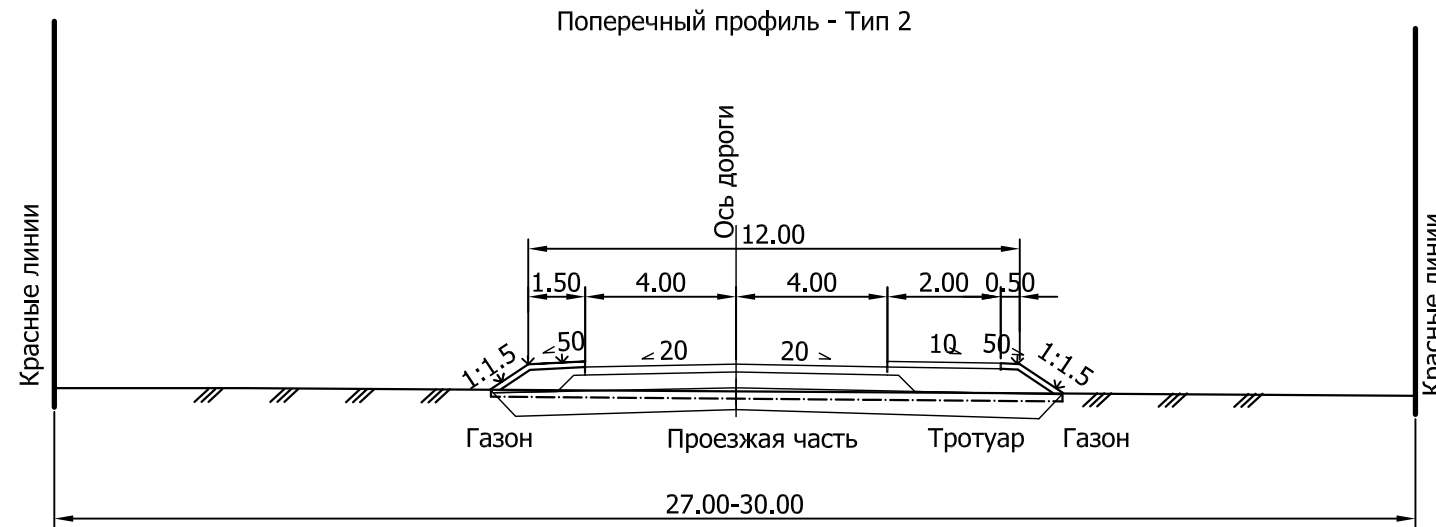 Поперечный профиль - Тип 2
Красные линии
Ось дороги
Красные линии
12.00
1.50
4.00
4.00
2.00
0.50
1:1.5
50
20
20
10
50
1:1.5
Газон
Проезжая часть
Тротуар
Газон
27.00-30.00